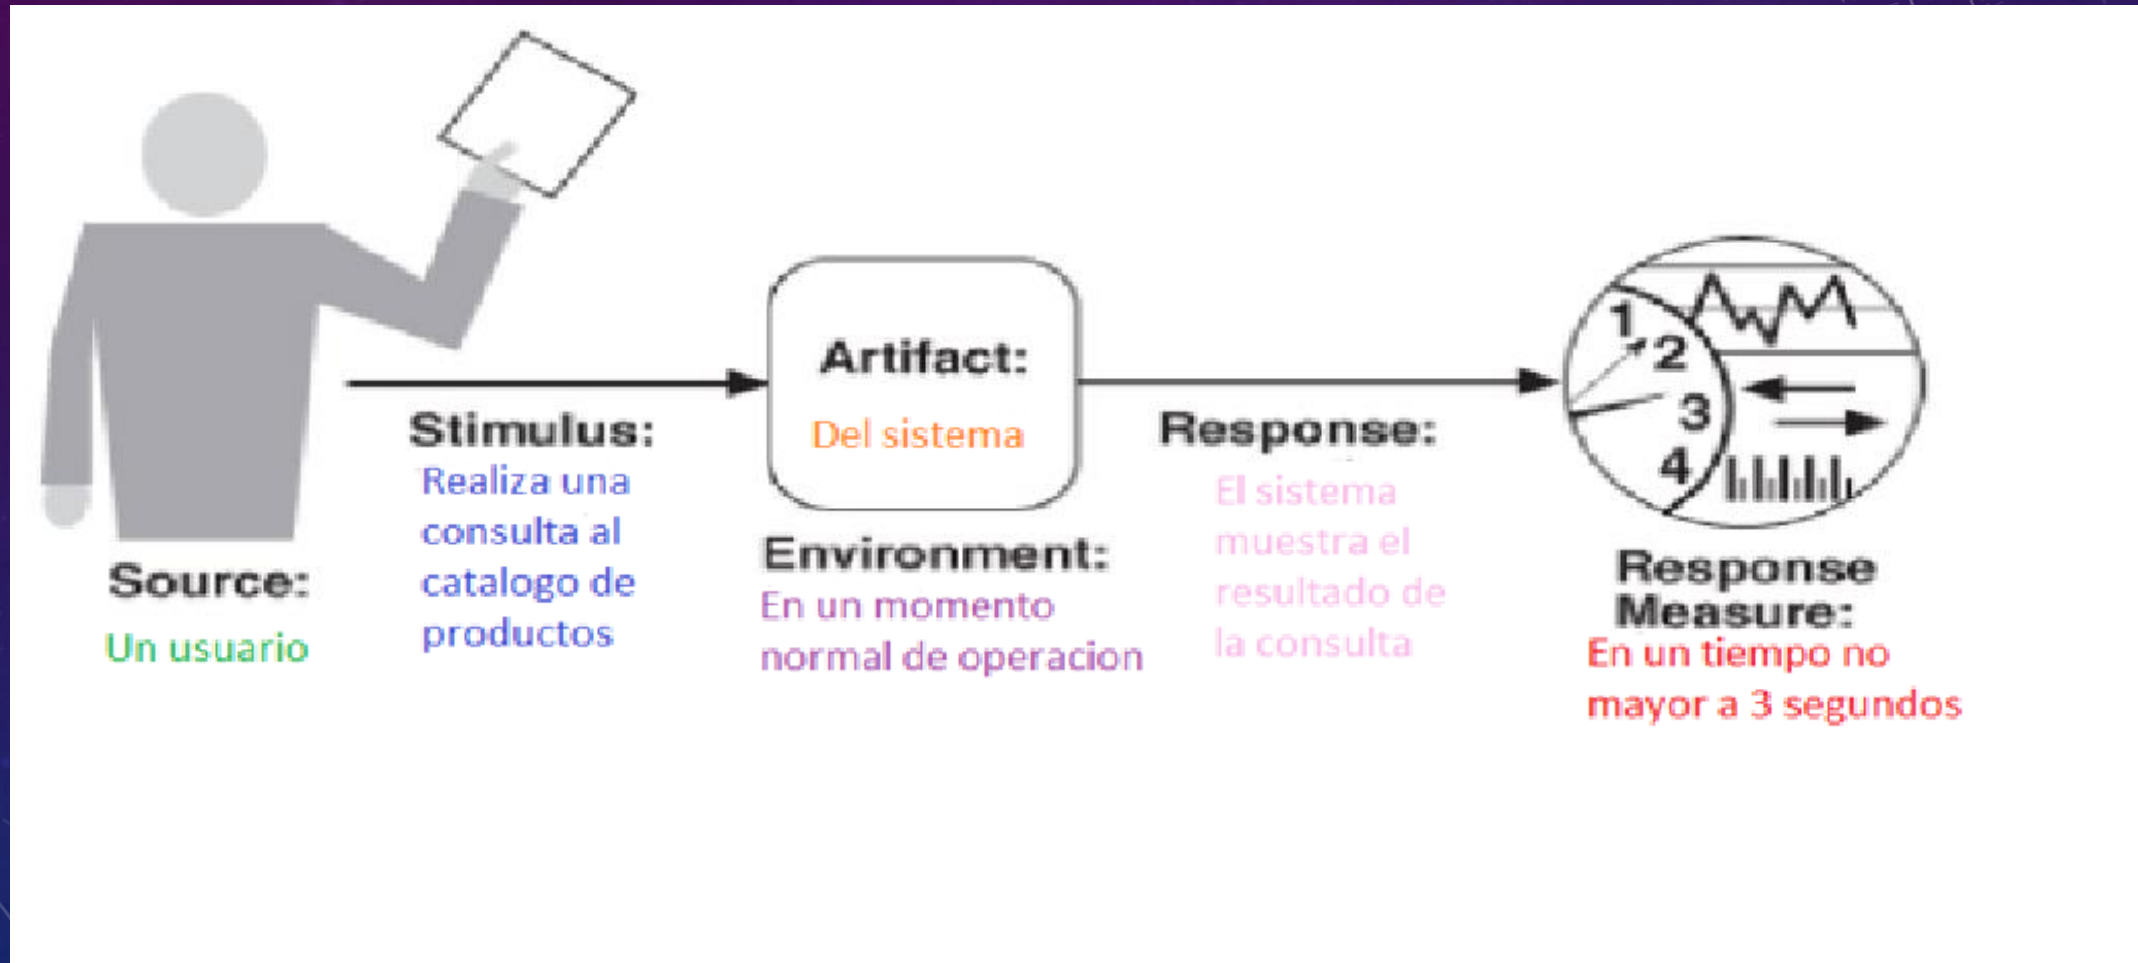 Source:
Un usuario
Stimulus:
Realiza una
consulta al
catalogo de
productos
Artifact:
Del sistema
Environment:
En un momento
normal de operacion
Response:
El sistema
muestra el
resultado de
la consulta
1
2
3
4
Response
Measure:
En un tiempo no
mayor a 3 segundos